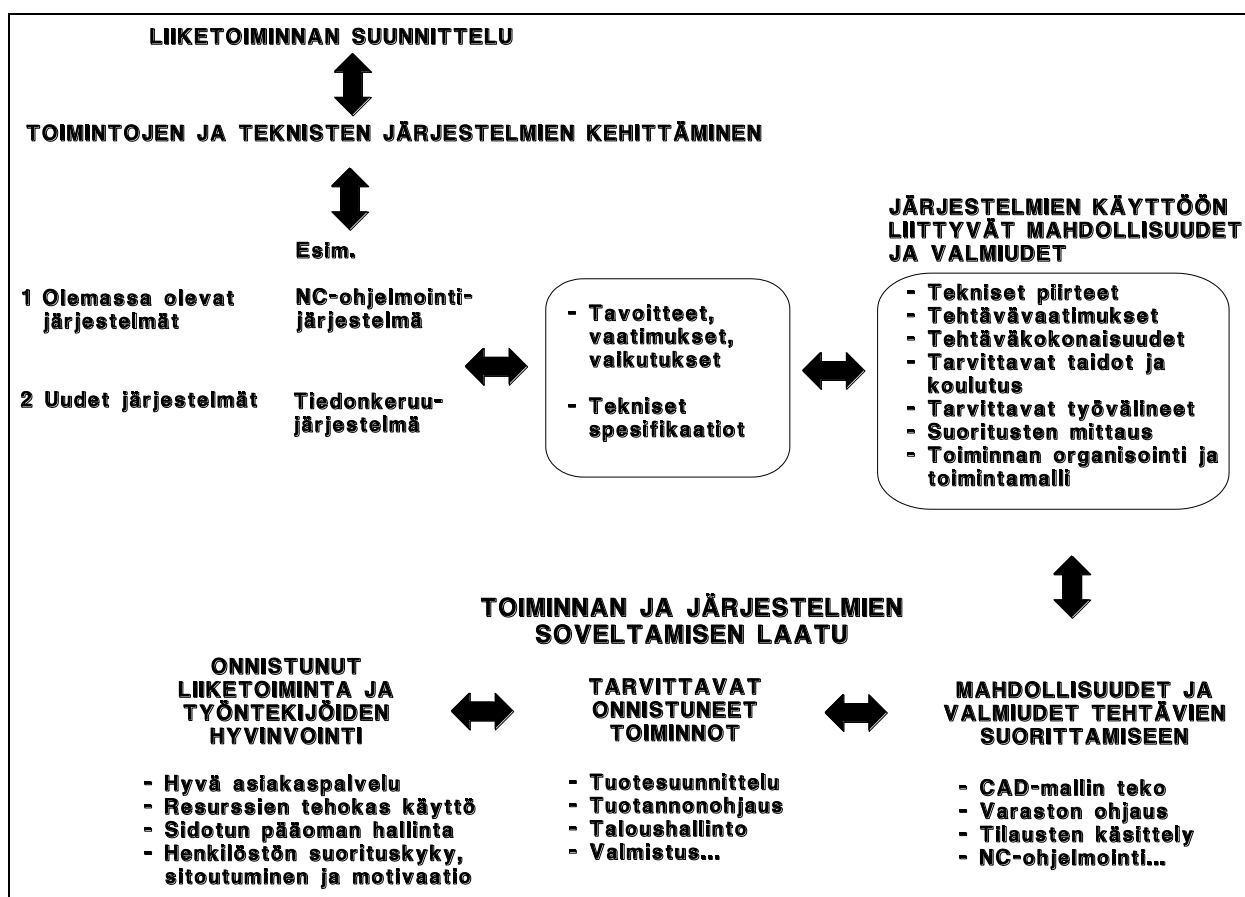 LIIKETOIMINNAN SUUNNITTELU
TOIMINTOJEN JA TEKNISTEN JÄRJESTELMIEN KEHITTÄMINEN
Esim.
1 Olemassa olevat
järjestelmät
NC-ohjelmointi-
järjestelmä
2 Uudet järjestelmät
Tiedonkeruu-
järjestelmä
- Tavoitteet,
vaatimukset,
vaikutukset
- Tekniset
spesifikaatiot
JÄRJESTELMIEN KÄYTTÖÖN
LIITTYVÄT MAHDOLLISUUDET
JA VALMIUDET
- Tekniset piirteet
- Tehtävävaatimukset
- Tehtäväkokonaisuudet
- Tarvittavat taidot ja
koulutus
- Tarvittavat työvälineet
- Suoritusten mittaus
- Toiminnan organisointi ja
toimintamalli
TOIMINNAN JA JÄRJESTELMIEN
SOVELTAMISEN LAATU
ONNISTUNUT
LIIKETOIMINTA JA
TYÖNTEKIJÖIDEN
HYVINVOINTI
- Hyvä asiakaspalvelu
- Resurssien tehokas käyttö
- Sidotun pääoman hallinta
- Henkilöstön suorituskyky,
sitoutuminen ja motivaatio
TARVITTAVAT
ONNISTUNEET
TOIMINNOT
- Tuotesuunnittelu
- Tuotannonohjaus
- Taloushallinto
- Valmistus...
MAHDOLLISUUDET JA
VALMIUDET TEHTÄVIEN
SUORITTAMISEEN
- CAD-mallin teko
- Varaston ohjaus
- Tilausten käsittely
- NC-ohjelmointi...